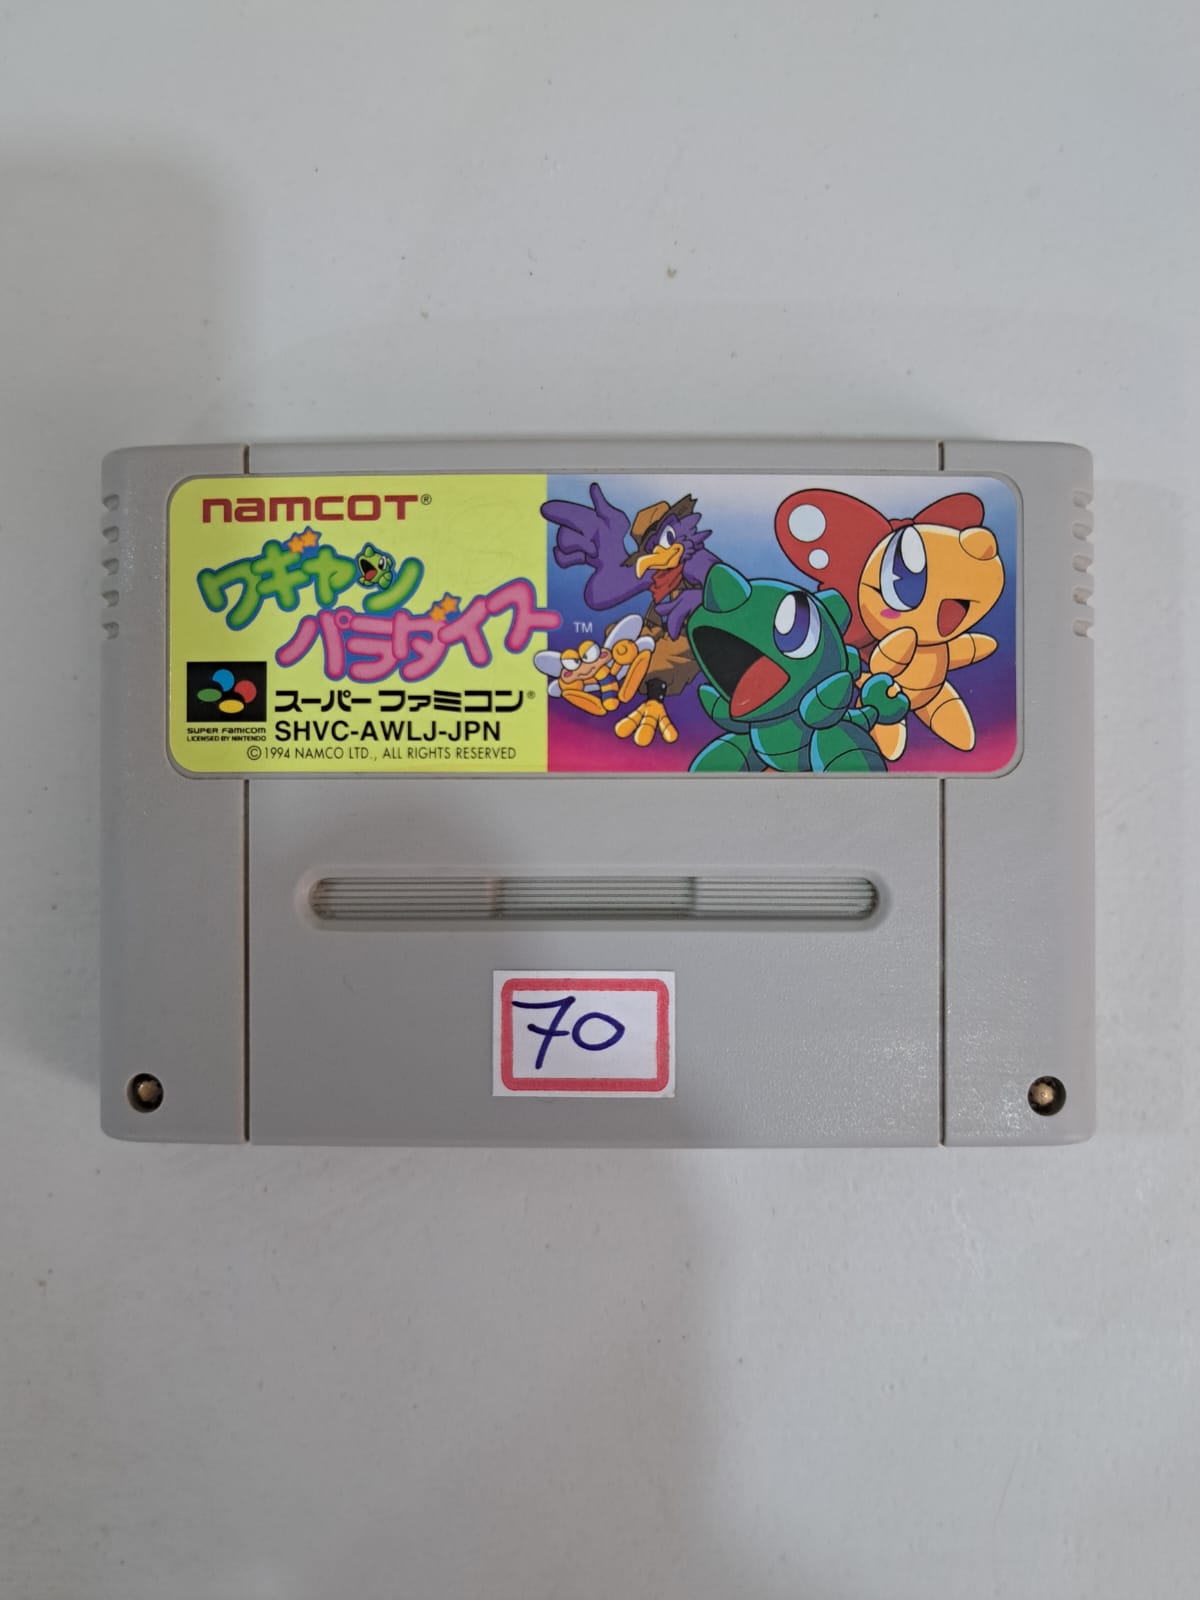 namcot®
ワギャン
パラダイス
TM
スーパーファミコン®
SUPER FAMICOM
LICENSED BY NINTENDO
SHVC-AWLJ-JPN
©1994 NAMCO LTD., ALL RIGHTS RESERVED
70